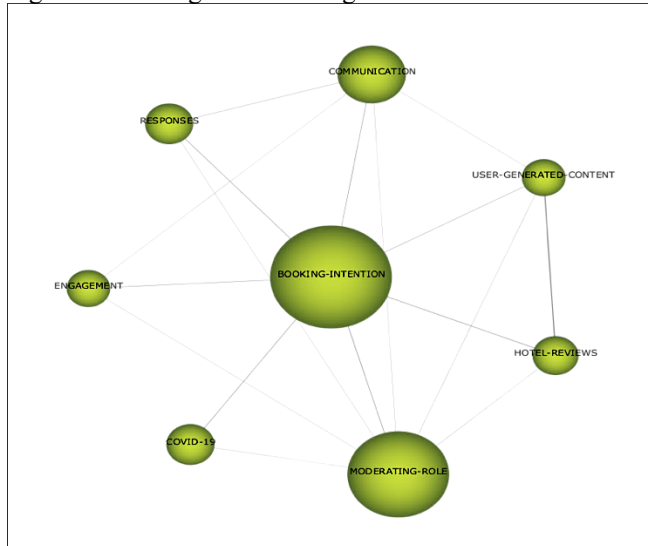 COMMUNICATION
RESPONSES
USER-GENERATED-CONTENT
BOOKING-INTENTION
ENGAGEMENT
HOTEL-REVIEWS
COVID-19
MODERATING-ROLE